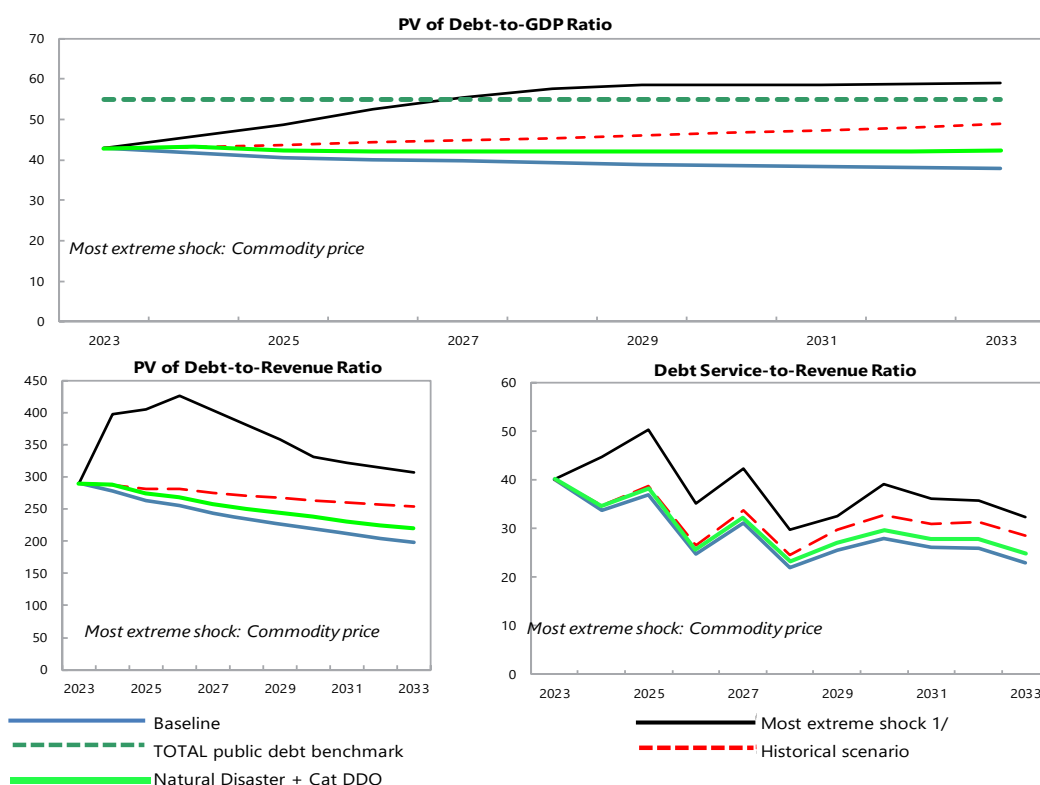 PV of Debt-to-GDP Ratio
70
60
50
40
30
20
10
0
Most extreme shock: Commodity price
2023 2025 2027 2029 2031 2033
PV of Debt-to-Revenue Ratio
450
400
350
300
250
200
150
100
50
0
Most extreme shock: Commodity price
2023 2025 2027 2029 2031 2033
Debt Service-to-Revenue Ratio
60
50
40
30
20
10
0
Most extreme shock: Commodity price
2023 2025 2027 2029 2031 2033
Baseline
TOTAL public debt benchmark
Natural Disaster + Cat DDO
Most extreme shock 1/
Historical scenario